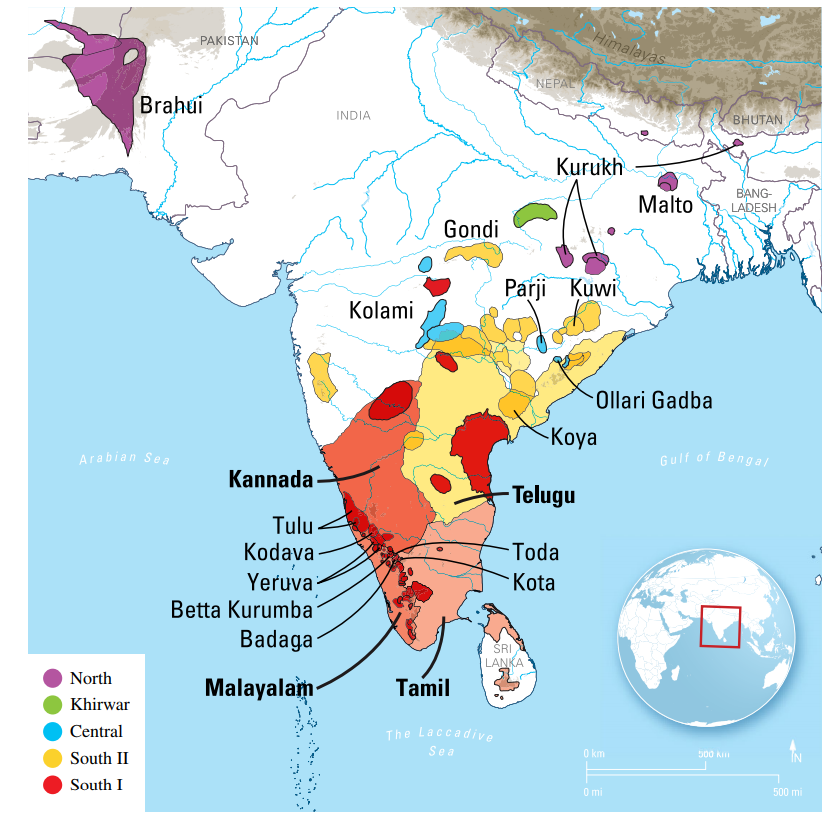 Himalayas
PAKISTAN
NEPAL
Brahui
INDIA
BHUTAN
Kurukh
BANG-
LADESH
Malto
Gondi
Parji
Kuwi
Kolami
Ollari Gadba
Koya
Arabian Sea
Gulf of Bengal
Kannada
Telugu
Tulu
Kodava
Toda
Yeruva
Kota
Betta Kurumba
Badaga
SRI
LANKA
Malayalam
Tamil
The Laccadive
Sea
North
Khirwar
Central
South II
South I
0 km
500 km
N
0 mi
500 mi